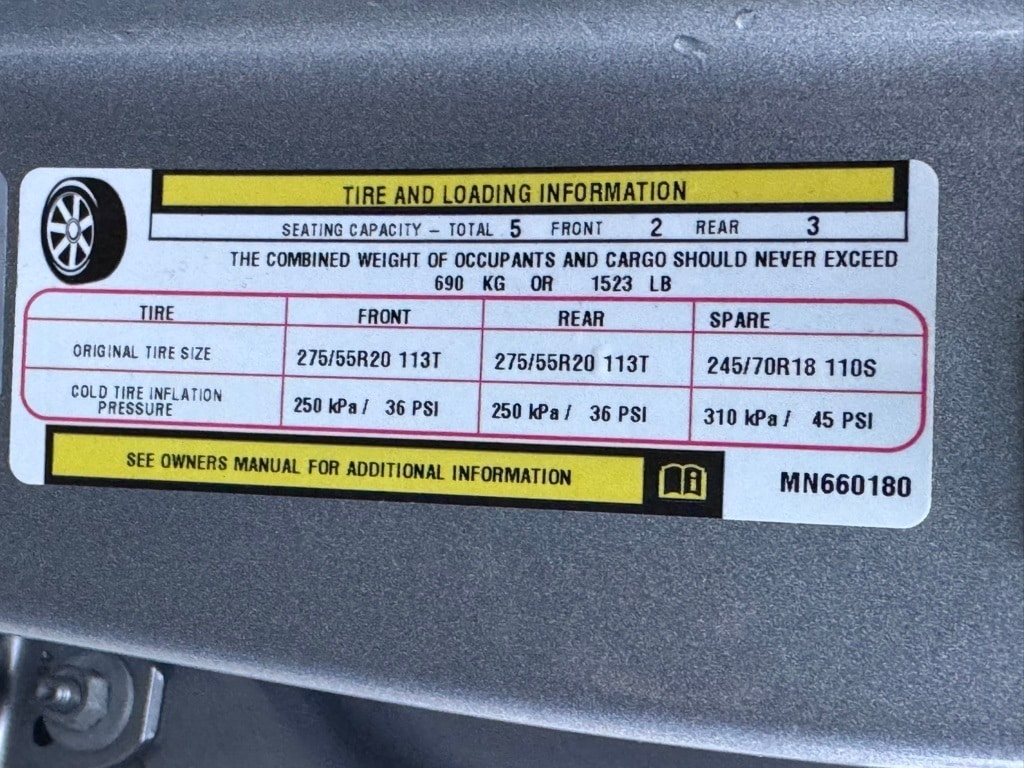 TIRE AND LOADING INFORMATION
SEATING CAPACITY – TOTAL 5 FRONT 2 REAR 3
THE COMBINED WEIGHT OF OCCUPANTS AND CARGO SHOULD NEVER EXCEED
690 KG OR 1523 LB
TIRE FRONT REAR SPARE
ORIGINAL TIRE SIZE 275/55R20 113T 275/55R20 113T 245/70R18 110S
COLD TIRE INFLATION
PRESSURE 250 kPa / 36 PSI 250 kPa / 36 PSI 310 kPa / 45 PSI
SEE OWNERS MANUAL FOR ADDITIONAL INFORMATION
MN660180